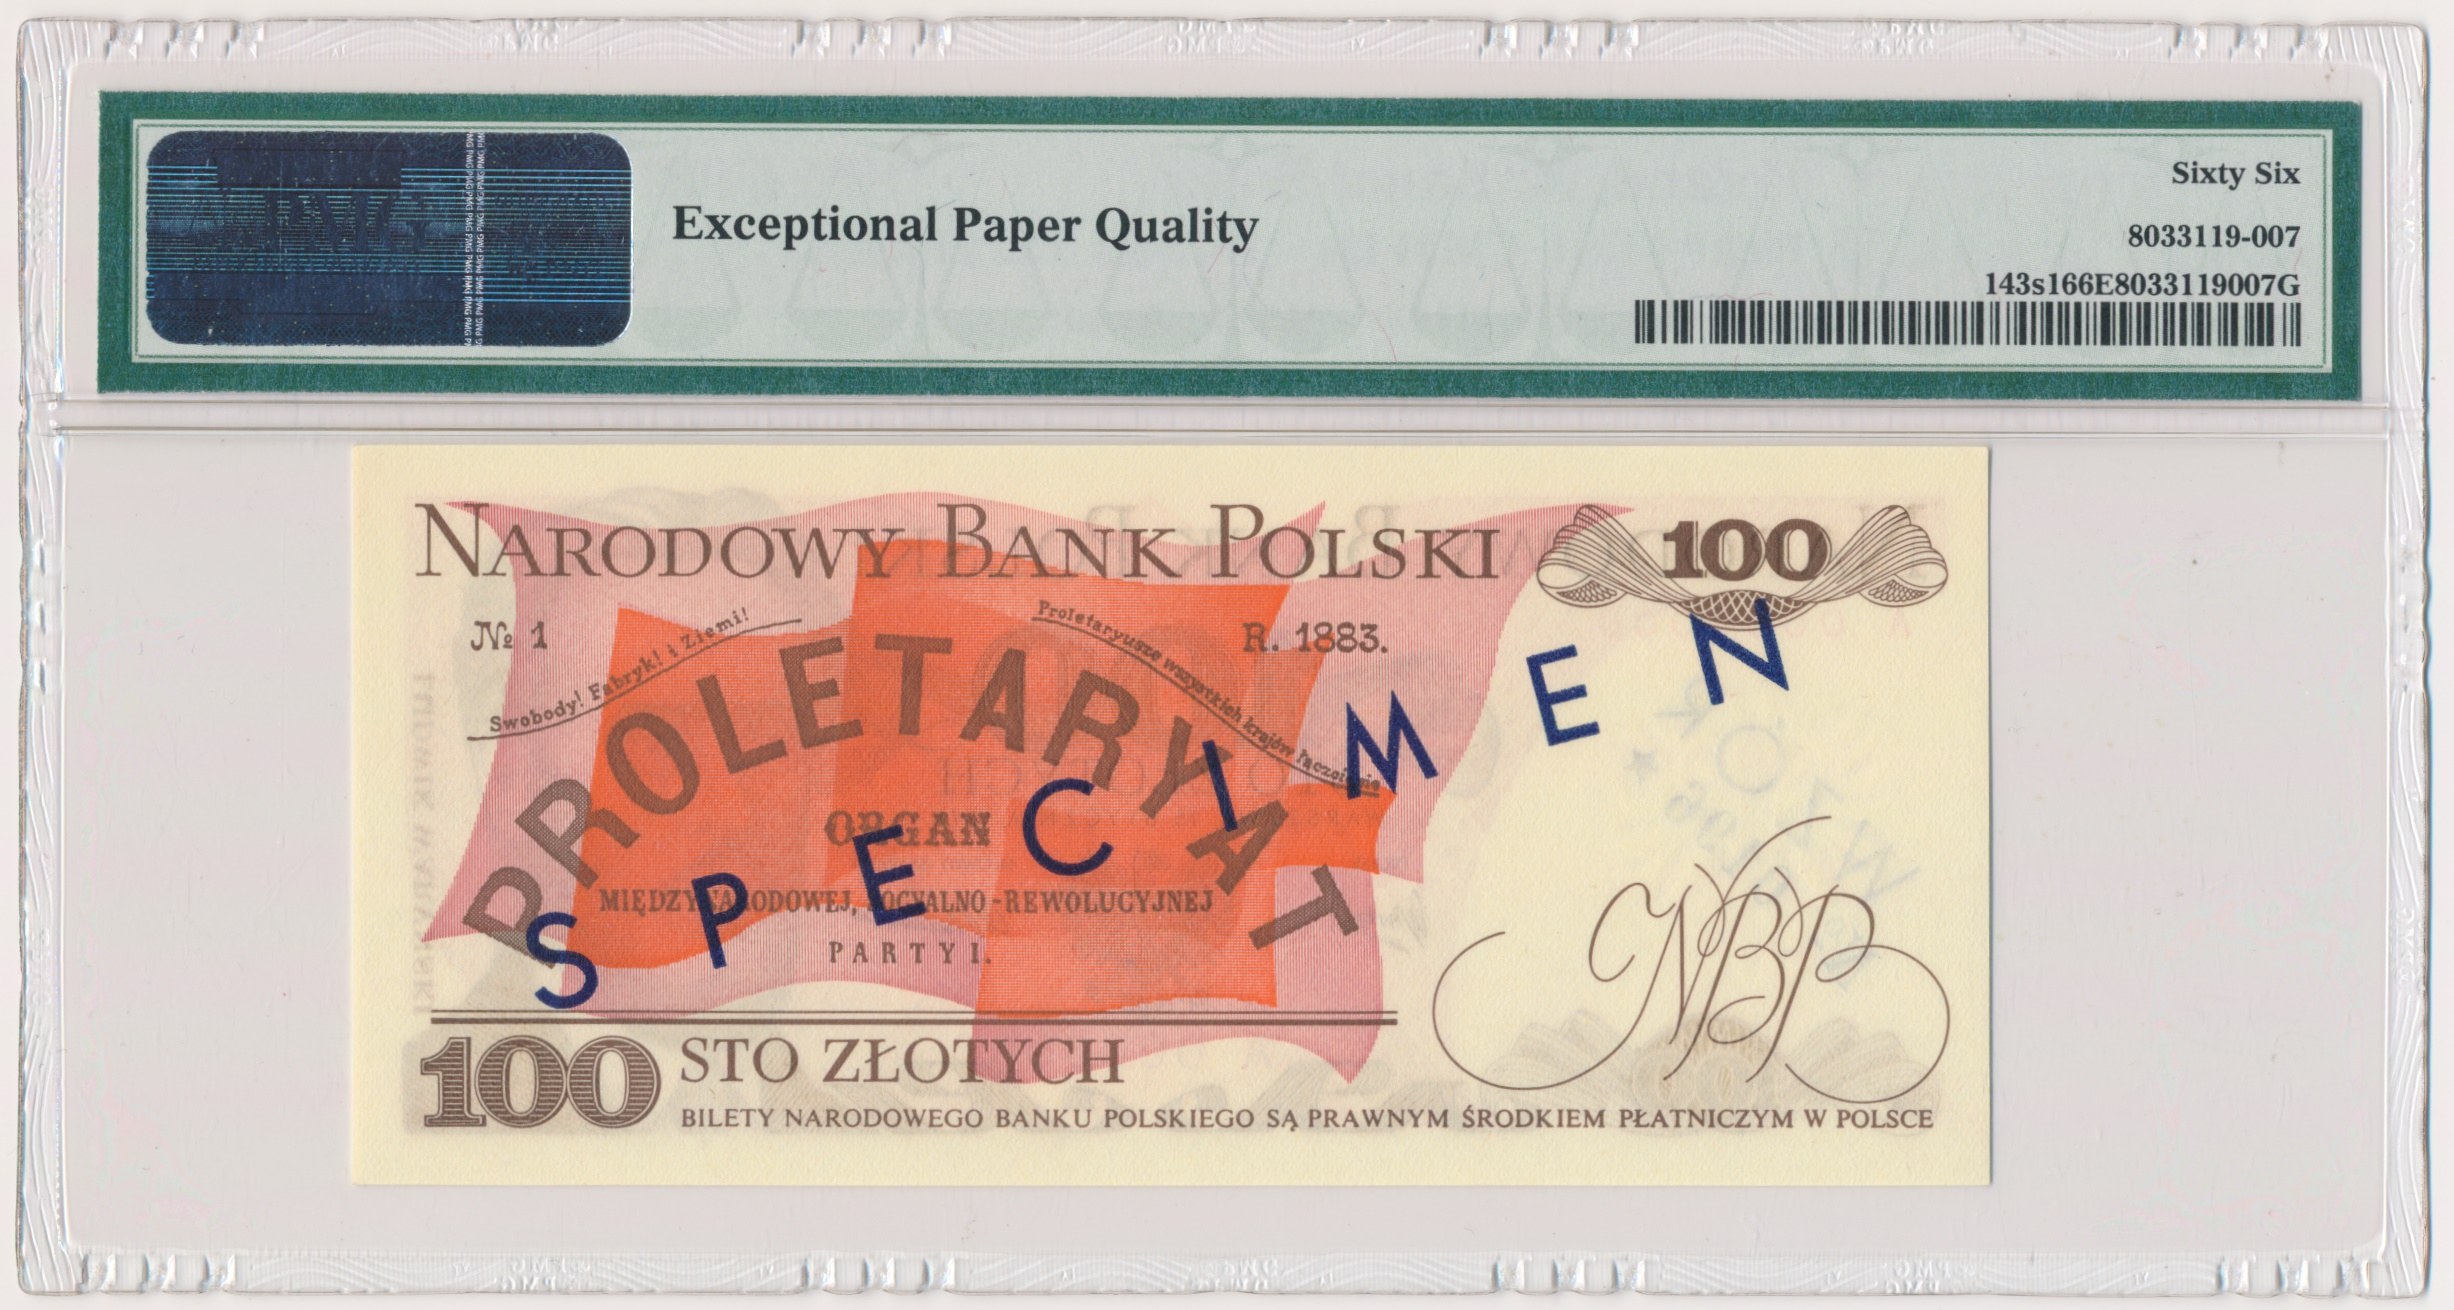 Exceptional Paper Quality
Sixty Six
8033119-007
143s166E8033119007G
NARODOWY BANK POLSKI
100
№ 1
R. 1883.
Swobody! Fabryk! i Ziemi!
Proletaryusze wszystkich krajów łączcie się
PROLETARYAT
ORGAN
MIĘDZYNARODOWEJ, SOCYALNO-REWOLUCYJNEJ
PARTYI.
SPECIMEN
NBP
100
STO ZŁOTYCH
BILETY NARODOWEGO BANKU POLSKIEGO SĄ PRAWNYM ŚRODKIEM PŁATNICZYM W POLSCE